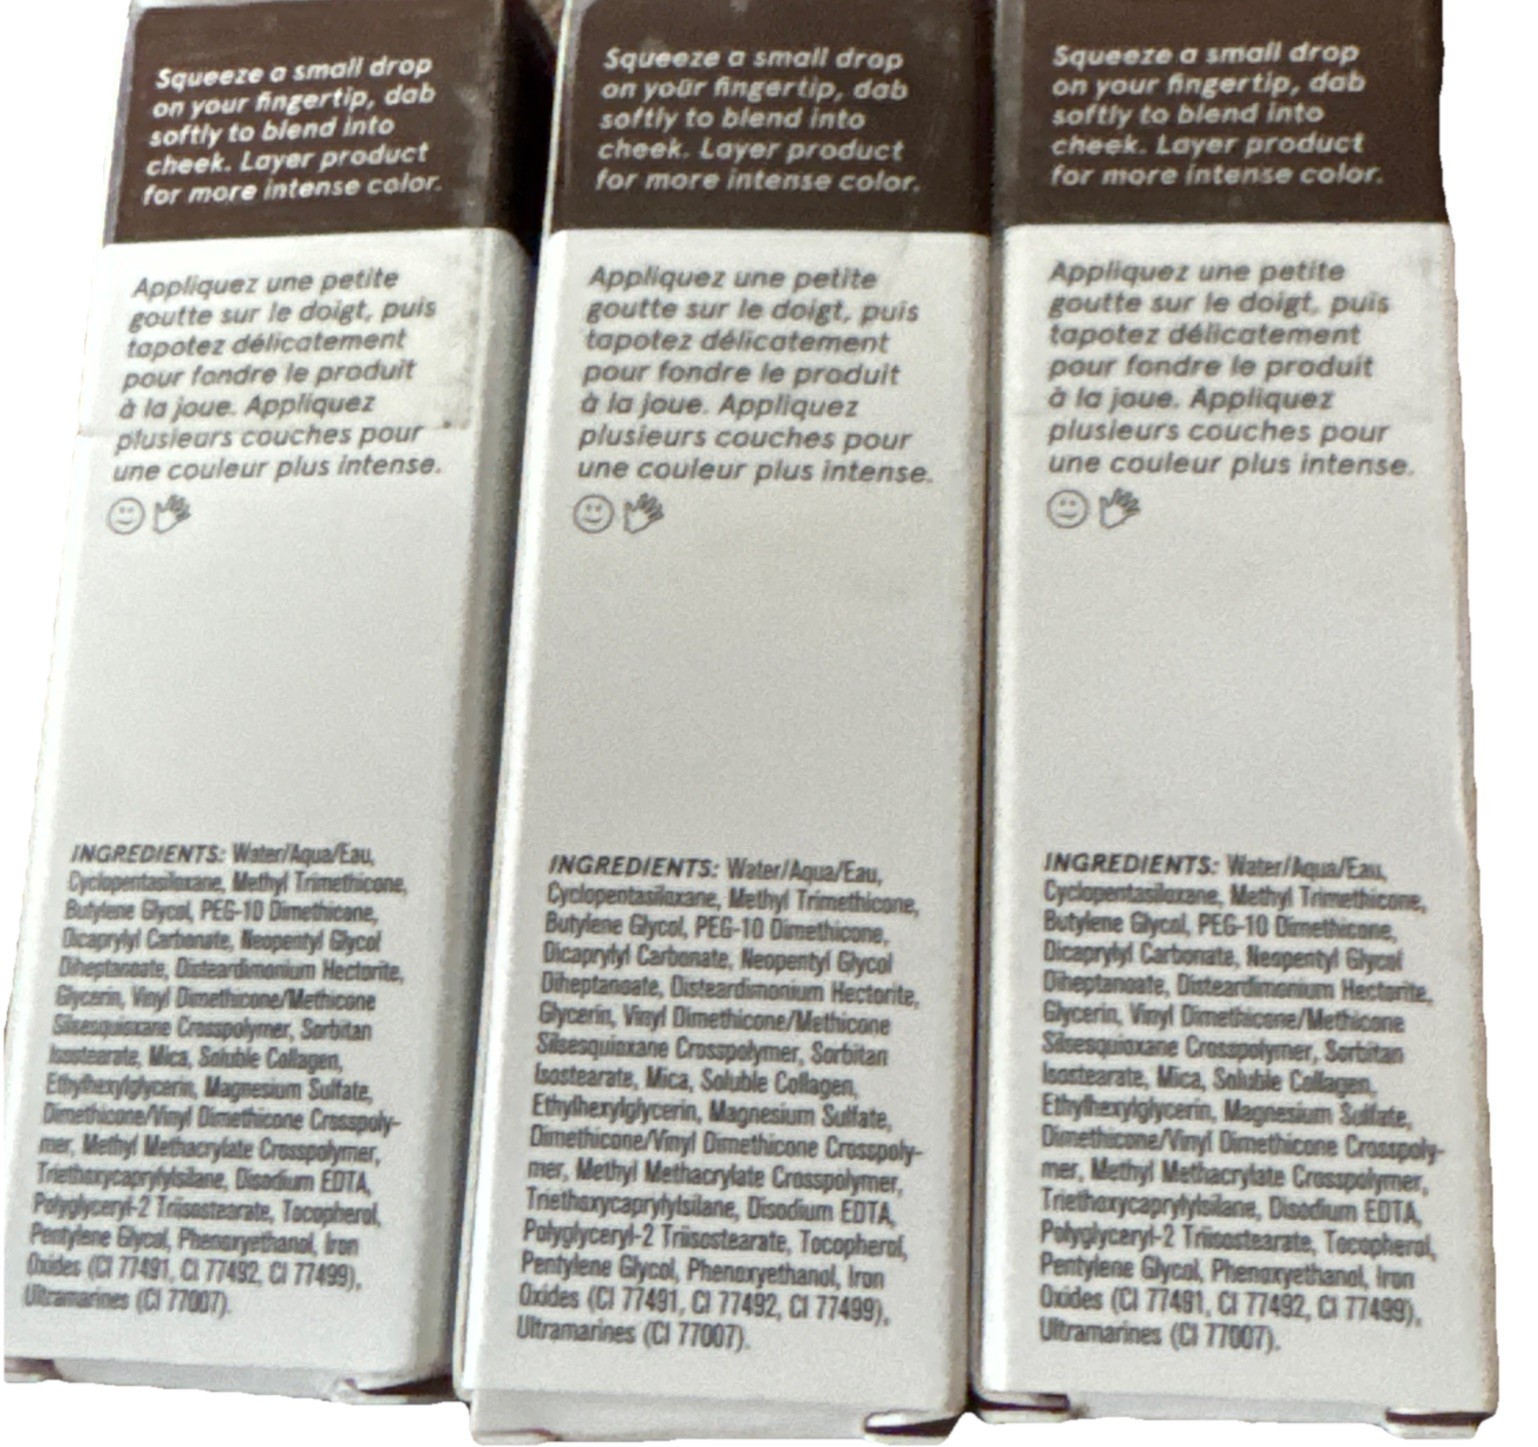 Squeeze a small drop
on your fingertip, dab
softly to blend into
cheek. Layer product
for more intense color.
Appliquez une petite
goutte sur le doigt, puis
tapotez délicatement
pour fondre le produit
à la joue. Appliquez
plusieurs couches pour
une couleur plus intense.
INGREDIENTS: Water/Aqua/Eau,
Cyclopentasiloxane, Methyl Trimethicone,
Butylene Glycol, PEG-10 Dimethicone,
Dicaprylyl Carbonate, Neopentyl Glycol
Diheptanoate, Disteardimonium Hectorite,
Glycerin, Vinyl Dimethicone/Methicone
Silsesquioxane Crosspolymer, Sorbitan
Isostearate, Mica, Soluble Collagen,
Ethylhexylglycerin, Magnesium Sulfate,
Dimethicone/Vinyl Dimethicone Crosspoly-
mer, Methyl Methacrylate Crosspolymer,
Triethoxycaprylylsilane, Disodium EDTA,
Polyglyceryl-2 Triisostearate, Tocopherol,
Pentylene Glycol, Phenoxyethanol, Iron
Oxides (CI 77491, CI 77492, CI 77499),
Ultramarines (CI 77007).
Squeeze a small drop
on your fingertip, dab
softly to blend into
cheek. Layer product
for more intense color.
Appliquez une petite
goutte sur le doigt, puis
tapotez délicatement
pour fondre le produit
à la joue. Appliquez
plusieurs couches pour
une couleur plus intense.
INGREDIENTS: Water/Aqua/Eau,
Cyclopentasiloxane, Methyl Trimethicone,
Butylene Glycol, PEG-10 Dimethicone,
Dicaprylyl Carbonate, Neopentyl Glycol
Diheptanoate, Disteardimonium Hectorite,
Glycerin, Vinyl Dimethicone/Methicone
Silsesquioxane Crosspolymer, Sorbitan
Isostearate, Mica, Soluble Collagen,
Ethylhexylglycerin, Magnesium Sulfate,
Dimethicone/Vinyl Dimethicone Crosspoly-
mer, Methyl Methacrylate Crosspolymer,
Triethoxycaprylylsilane, Disodium EDTA,
Polyglyceryl-2 Triisostearate, Tocopherol,
Pentylene Glycol, Phenoxyethanol, Iron
Oxides (CI 77491, CI 77492, CI 77499),
Ultramarines (CI 77007).
Squeeze a small drop
on your fingertip, dab
softly to blend into
cheek. Layer product
for more intense color.
Appliquez une petite
goutte sur le doigt, puis
tapotez délicatement
pour fondre le produit
à la joue. Appliquez
plusieurs couches pour
une couleur plus intense.
INGREDIENTS: Water/Aqua/Eau,
Cyclopentasiloxane, Methyl Trimethicone,
Butylene Glycol, PEG-10 Dimethicone,
Dicaprylyl Carbonate, Neopentyl Glycol
Diheptanoate, Disteardimonium Hectorite,
Glycerin, Vinyl Dimethicone/Methicone
Silsesquioxane Crosspolymer, Sorbitan
Isostearate, Mica, Soluble Collagen,
Ethylhexylglycerin, Magnesium Sulfate,
Dimethicone/Vinyl Dimethicone Crosspoly-
mer, Methyl Methacrylate Crosspolymer,
Triethoxycaprylylsilane, Disodium EDTA,
Polyglyceryl-2 Triisostearate, Tocopherol,
Pentylene Glycol, Phenoxyethanol, Iron
Oxides (CI 77491, CI 77492, CI 77499),
Ultramarines (CI 77007).